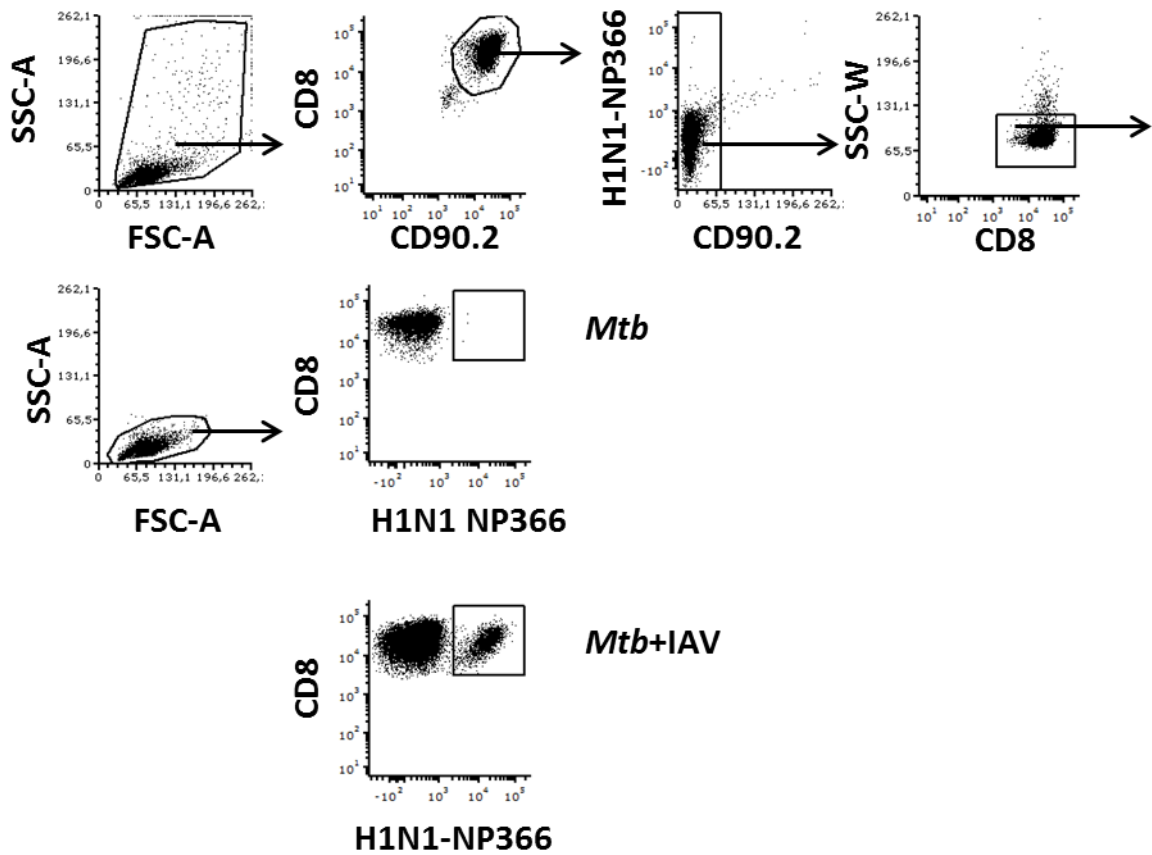 SSC-A
262,1
196,6
131,1
65,5
0
0 65,5 131,1 196,6 262,
FSC-A
CD8
10⁵
10⁴
10³
10²
10¹
10¹ 10² 10³ 10⁴ 10⁵
CD90.2
H1N1-NP366
10⁵
10⁴
10³
-10²
0 65,5 131,1 196,6 262,
CD90.2
SSC-W
262,1
196,6
131,1
65,5
0
10¹ 10² 10³ 10⁴ 10⁵
CD8
SSC-A
262,1
196,6
131,1
65,5
0
0 65,5 131,1 196,6 262,
FSC-A
CD8
10⁵
10⁴
10³
10²
10¹
-10² 10³ 10⁴ 10⁵
H1N1 NP366
Mtb
CD8
10⁵
10⁴
10³
10²
10¹
-10² 10³ 10⁴ 10⁵
H1N1-NP366
Mtb+IAV